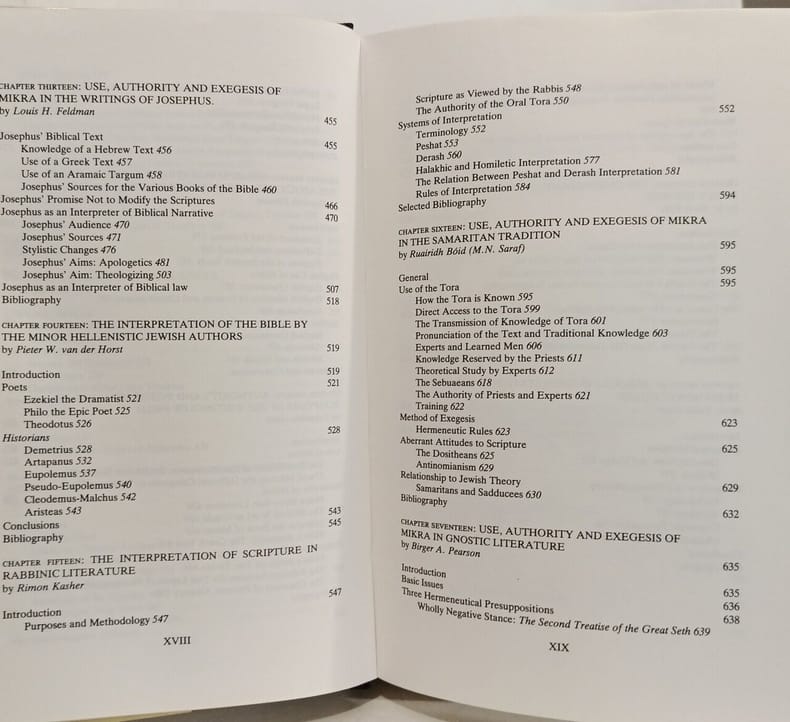 CHAPTER THIRTEEN: USE, AUTHORITY AND EXEGESIS OF
MIKRA IN THE WRITINGS OF JOSEPHUS.
by Louis H. Feldman 455
Josephus' Biblical Text 455
Knowledge of a Hebrew Text 456
Use of a Greek Text 457
Use of an Aramaic Targum 458
Josephus' Sources for the Various Books of the Bible 460
Josephus' Promise Not to Modify the Scriptures 466
Josephus as an Interpreter of Biblical Narrative 470
Josephus' Audience 470
Josephus' Sources 471
Stylistic Changes 476
Josephus' Aims: Apologetics 481
Josephus' Aim: Theologizing 503
Josephus as an Interpreter of Biblical law 507
Bibliography 518
CHAPTER FOURTEEN: THE INTERPRETATION OF THE BIBLE BY
THE MINOR HELLENISTIC JEWISH AUTHORS
by Pieter W. van der Horst 519
Introduction 519
Poets 521
Ezekiel the Dramatist 521
Philo the Epic Poet 525
Theodotus 526
Historians 528
Demetrius 528
Artapanus 532
Eupolemus 537
Pseudo-Eupolemus 540
Cleodemus-Malchus 542
Aristeas 543
Conclusions 543
Bibliography 545
CHAPTER FIFTEEN: THE INTERPRETATION OF SCRIPTURE IN
RABBINIC LITERATURE
by Rimon Kasher 547
Introduction
Purposes and Methodology 547
XVIII
Scripture as Viewed by the Rabbis 548
The Authority of the Oral Tora 550
Systems of Interpretation 552
Terminology 552
Peshat 553
Derash 560
Halakhic and Homiletic Interpretation 577
The Relation Between Peshat and Derash Interpretation 581
Rules of Interpretation 584
Selected Bibliography 594
CHAPTER SIXTEEN: USE, AUTHORITY AND EXEGESIS OF MIKRA
IN THE SAMARITAN TRADITION
by Ruairidh Bóid (M.N. Saraf) 595
General 595
Use of the Tora 595
How the Tora is Known 595
Direct Access to the Tora 599
The Transmission of Knowledge of Tora 601
Pronunciation of the Text and Traditional Knowledge 603
Experts and Learned Men 606
Knowledge Reserved by the Priests 611
Theoretical Study by Experts 612
The Sebuaeans 618
The Authority of Priests and Experts 621
Training 622
Method of Exegesis 623
Hermeneutic Rules 623
Aberrant Attitudes to Scripture 625
The Dositheans 625
Antinomianism 629
Relationship to Jewish Theory 629
Samaritans and Sadducees 630
Bibliography 632
CHAPTER SEVENTEEN: USE, AUTHORITY AND EXEGESIS OF
MIKRA IN GNOSTIC LITERATURE
by Birger A. Pearson 635
Introduction 635
Basic Issues 636
Three Hermeneutical Presuppositions 638
Wholly Negative Stance: The Second Treatise of the Great Seth 639
XIX